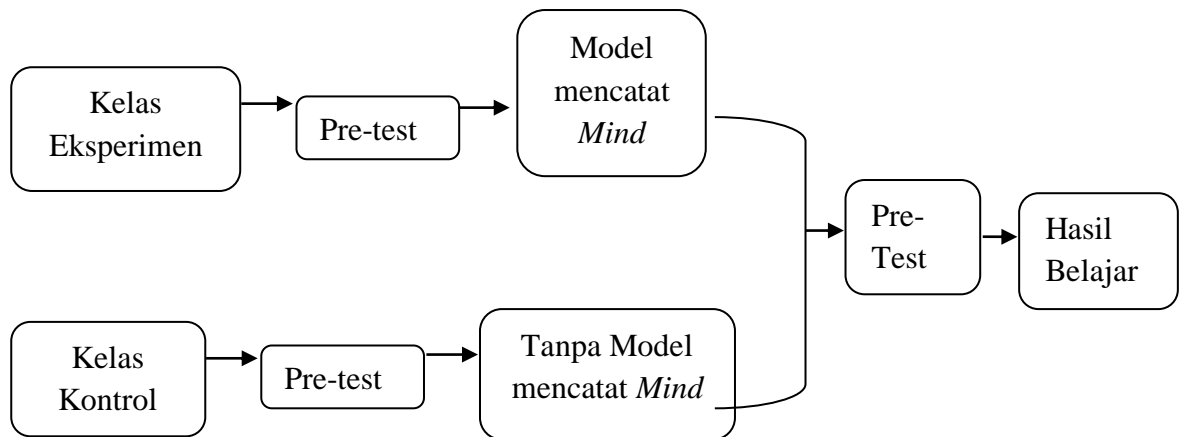 Kelas
Eksperimen
Pre-test
Model
mencatat
Mind
Pre-
Test
Hasil
Belajar
Kelas
Kontrol
Pre-test
Tanpa Model
mencatat Mind